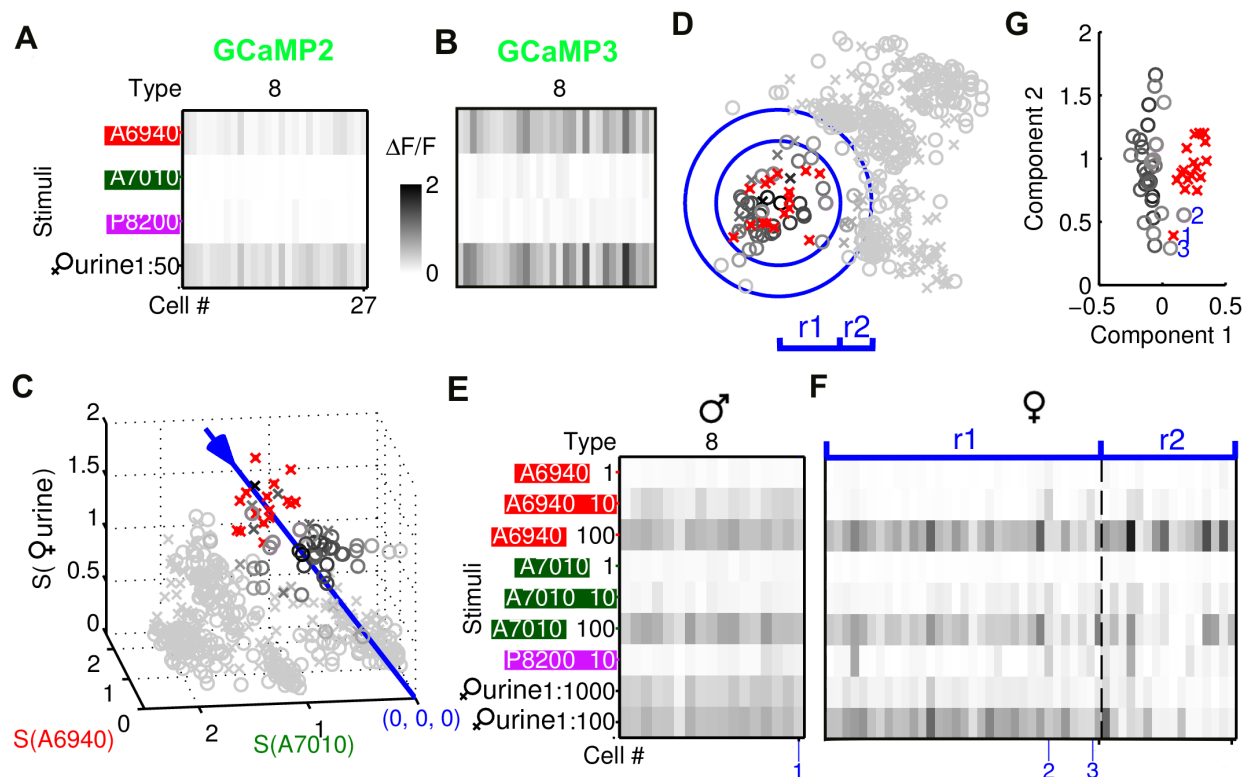 A
GCaMP2
Type
8
A6940
A7010
P8200
♀urine1:50
Stimuli
Cell #
27
B
GCaMP3
8
ΔF/F
2
0
D
r1
r2
G
Component 2
2
1.5
1
0.5
0
2
1
3
−0.5
0
0.5
Component 1
C
S(♀urine)
2
1.5
1
0.5
0
2
1
0
2
1
(0, 0, 0)
S(A6940)
S(A7010)
E
♂
Type
8
A6940 1
A6940 10
A6940 100
A7010 1
A7010 10
A7010 100
P8200 10
♀urine1:1000
♀urine1:100
Stimuli
Cell #
1
F
♀
r1
r2
2
3